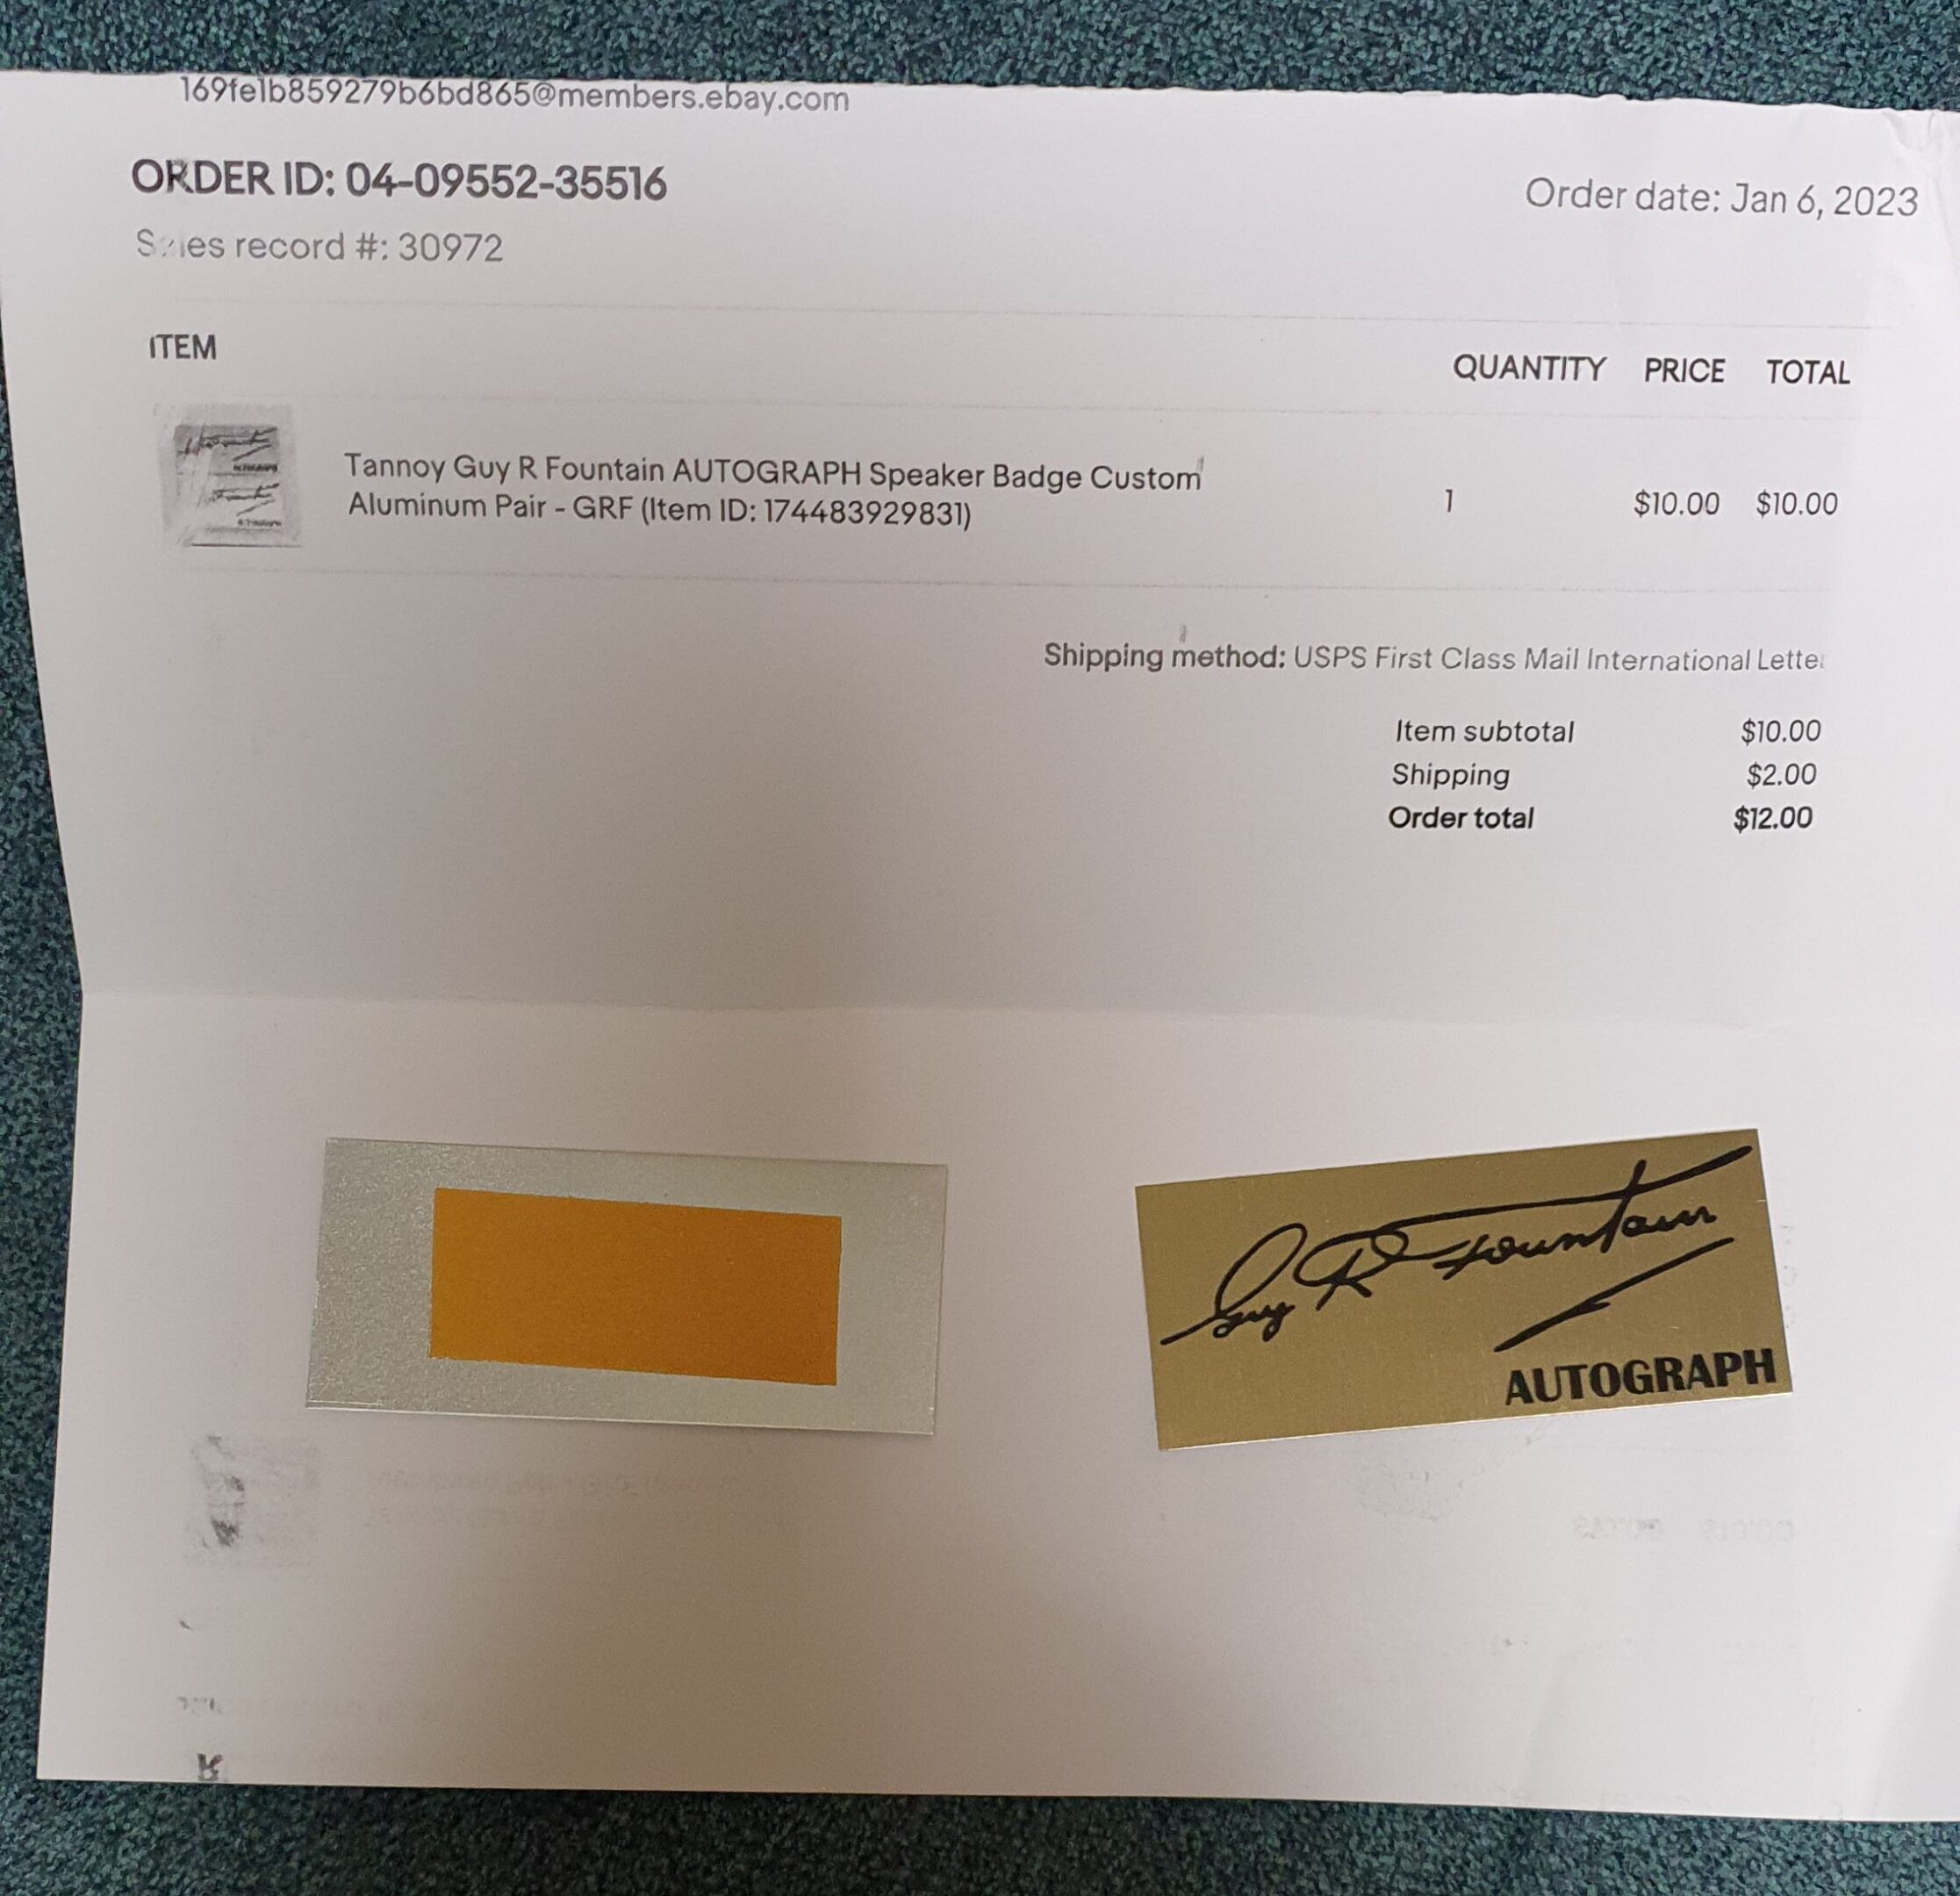 169fe1b859279b6bd865@members.ebay.com
ORDER ID: 04-09552-35516
Order date: Jan 6, 2023
Sales record #: 30972
ITEM
QUANTITY PRICE TOTAL
Tannoy Guy R Fountain AUTOGRAPH Speaker Badge Custom
Aluminum Pair - GRF (Item ID: 174483929831)
1 $10.00 $10.00
Shipping method: USPS First Class Mail International Letter
Item subtotal $10.00
Shipping $2.00
Order total $12.00
Guy R Fountain
AUTOGRAPH